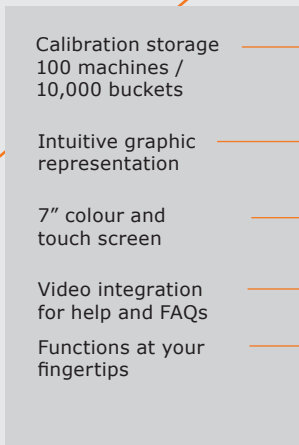 Calibration storage
100 machines /
10,000 buckets
Intuitive graphic
representation
7” colour and
touch screen
Video integration
for help and FAQs
Functions at your
fingertips